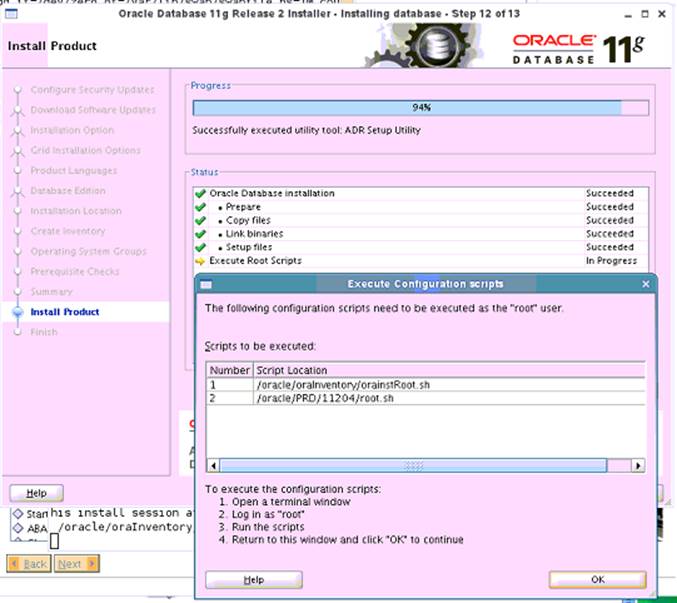 Oracle Database 11g Release 2 Installer - Installing database - Step 12 of 13
Install Product
ORACLE
DATABASE 11g
Configure Security Updates
Download Software Updates
Installation Option
Grid Installation Options
Product Languages
Database Edition
Installation Location
Create Inventory
Operating System Groups
Prerequisite Checks
Summary
Install Product
Finish
Progress
94%
Successfully executed utility tool: ADR Setup Utility
Status
Oracle Database installation Succeeded
• Prepare Succeeded
• Copy files Succeeded
• Link binaries Succeeded
• Setup files Succeeded
Execute Root Scripts In Progress
Execute Configuration scripts
The following configuration scripts need to be executed as the "root" user.
Scripts to be executed:
Number Script Location
1 /oracle/oraInventory/orainstRoot.sh
2 /oracle/PRD/11204/root.sh
To execute the configuration scripts:
1. Open a terminal window
2. Log in as "root"
3. Run the scripts
4. Return to this window and click "OK" to continue
Help OK
Help
his install session
ABA /oracle/oraInventory
Back Next